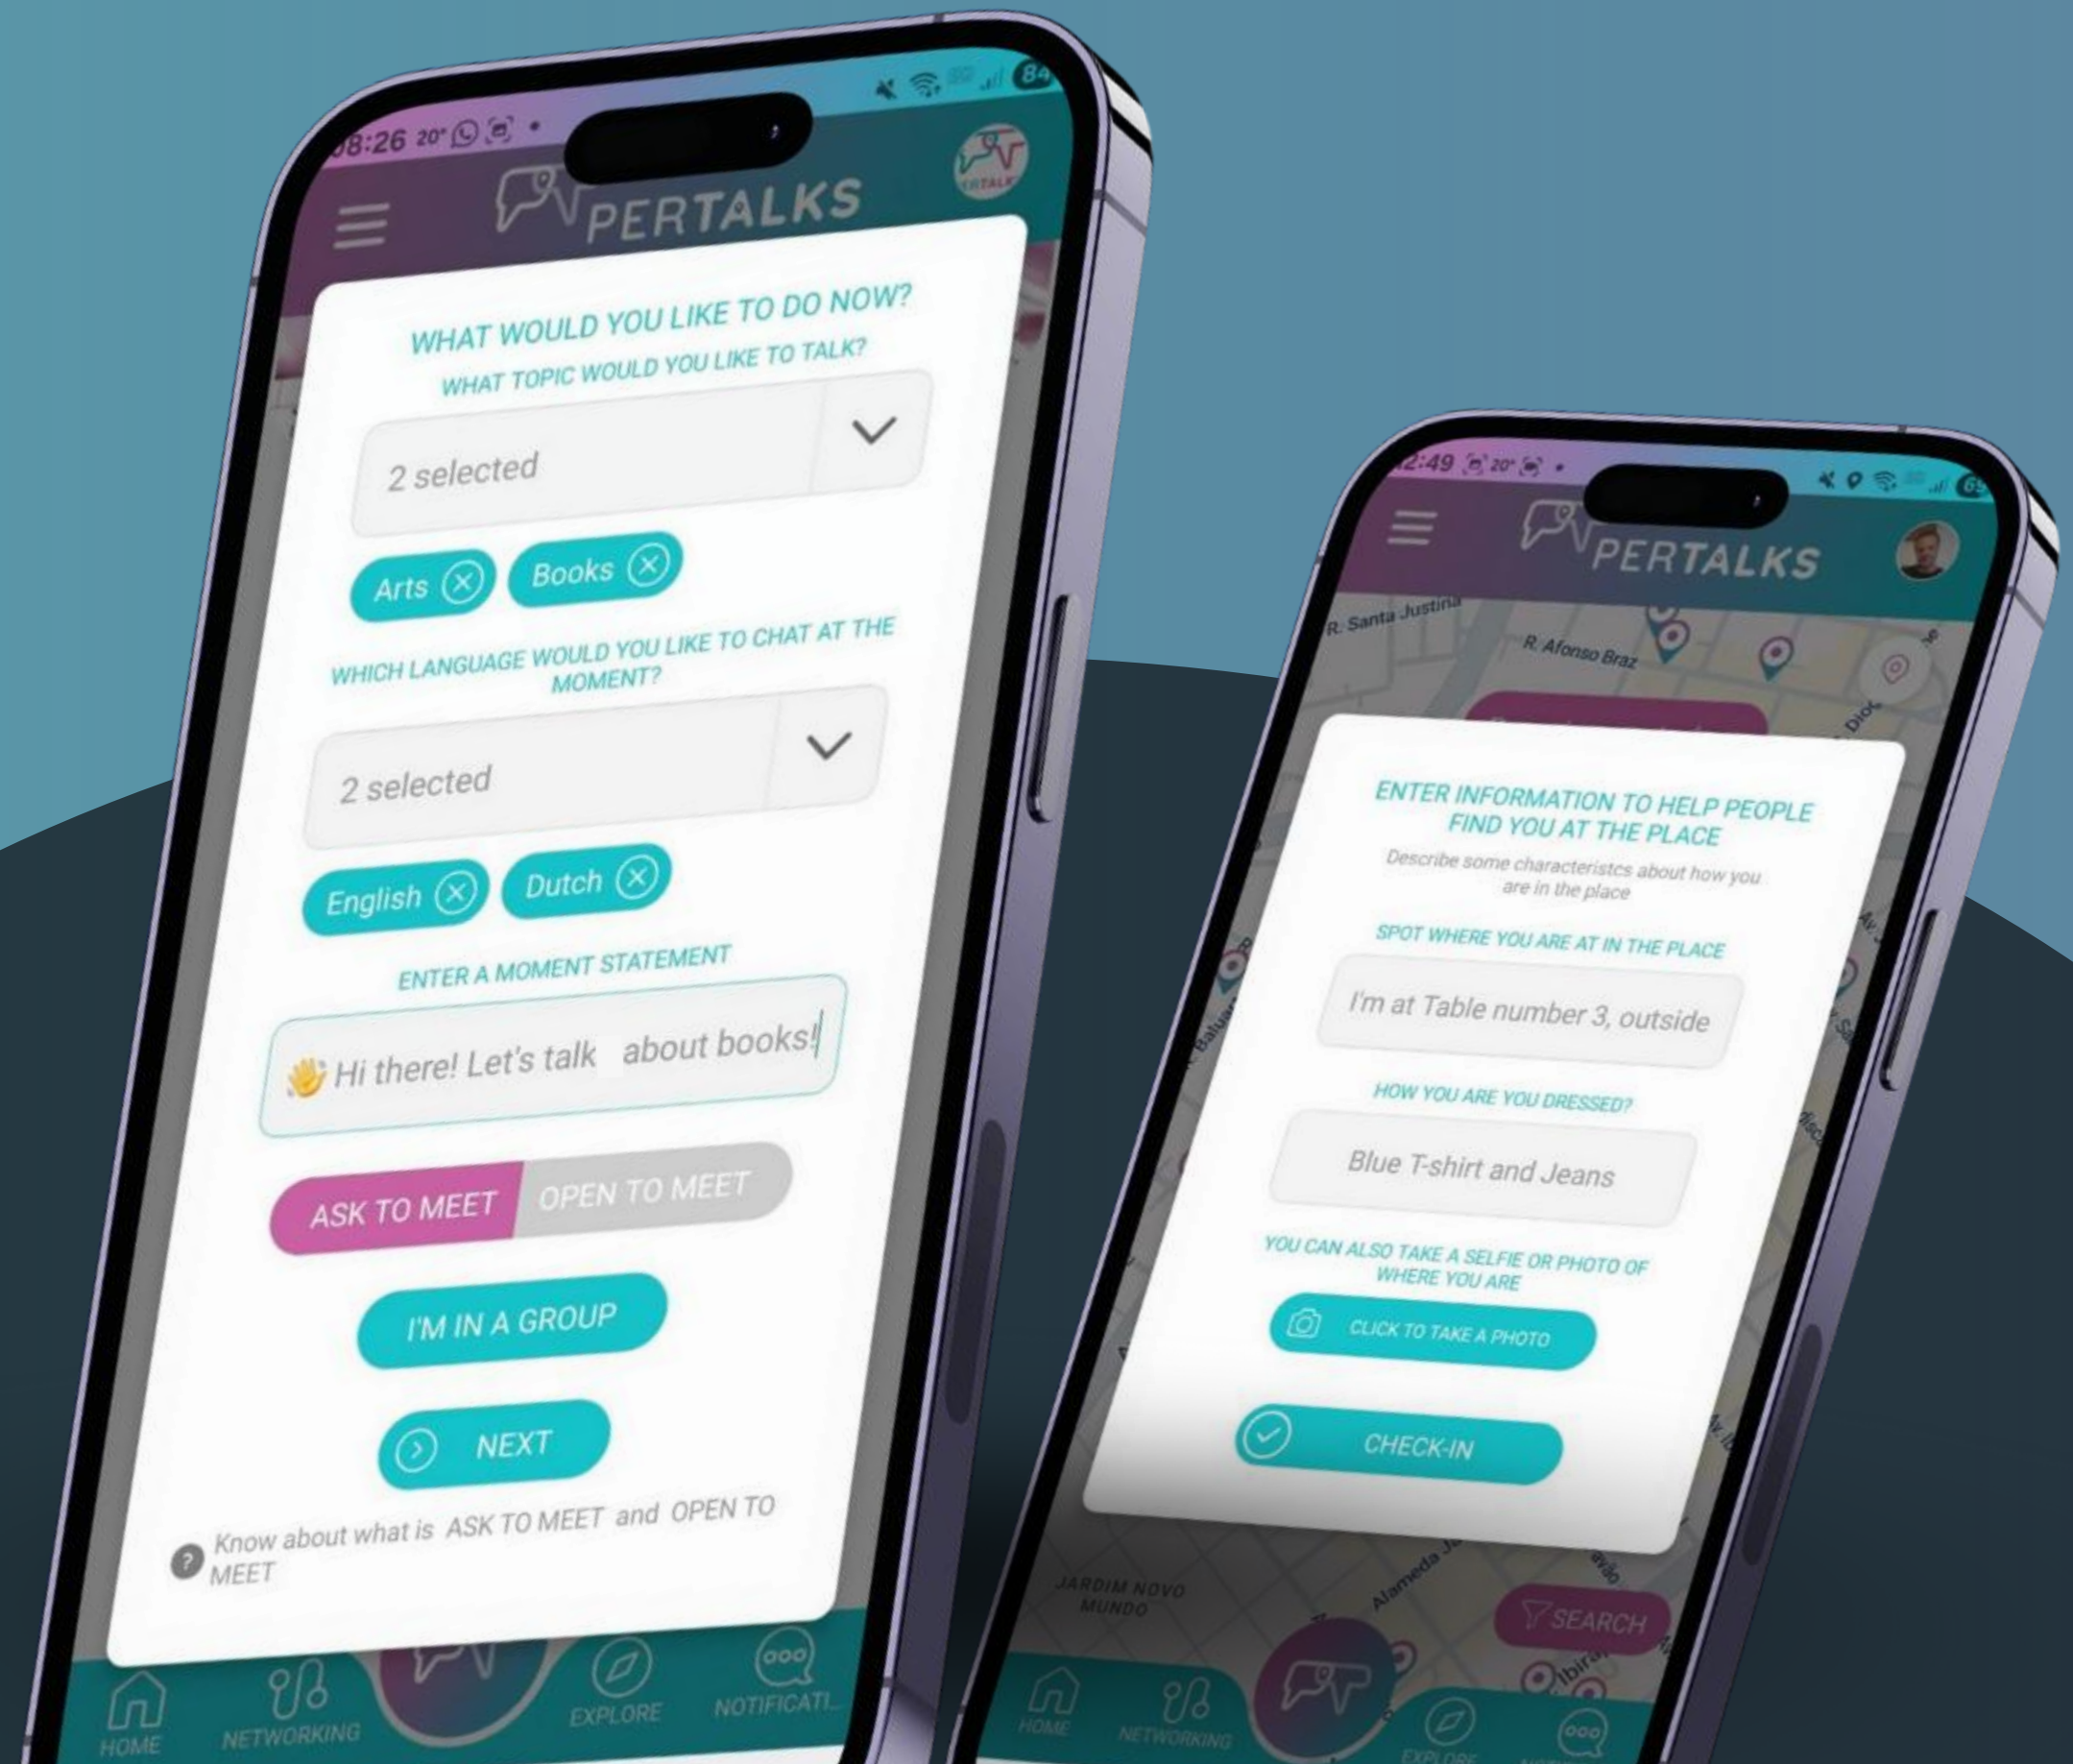 08:26 20°
84
PERTALKS
WHAT WOULD YOU LIKE TO DO NOW?
WHAT TOPIC WOULD YOU LIKE TO TALK?
2 selected
Arts
Books
WHICH LANGUAGE WOULD YOU LIKE TO CHAT AT THE
MOMENT?
2 selected
English
Dutch
ENTER A MOMENT STATEMENT
👋 Hi there! Let's talk about books!
ASK TO MEET
OPEN TO MEET
I'M IN A GROUP
NEXT
? Know about what is ASK TO MEET and OPEN TO
MEET
HOME
NETWORKING
EXPLORE
NOTIFICATI...
2:49 20°
PERTALKS
R. Santa Justina
R. Afonso Braz
ENTER INFORMATION TO HELP PEOPLE
FIND YOU AT THE PLACE
Describe some characteristcs about how you
are in the place
SPOT WHERE YOU ARE AT IN THE PLACE
I'm at Table number 3, outside
HOW YOU ARE YOU DRESSED?
Blue T-shirt and Jeans
YOU CAN ALSO TAKE A SELFIE OR PHOTO OF
WHERE YOU ARE
CLICK TO TAKE A PHOTO
CHECK-IN
JARDIM NOVO
MUNDO
Alameda
SEARCH
HOME
NETWORKING
EXPLORE